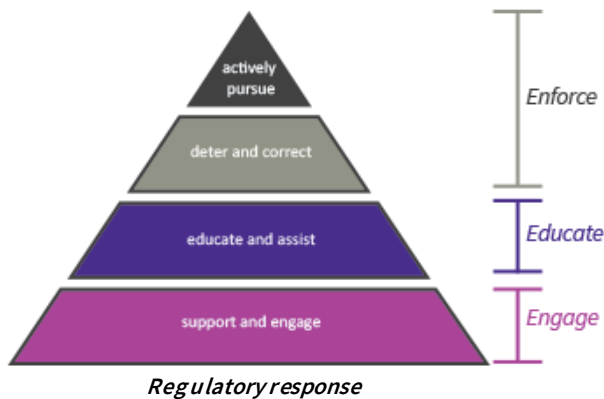 actively
pursue
Enforce
deter and correct
educate and assist
Educate
support and engage
Engage
Regulatory response